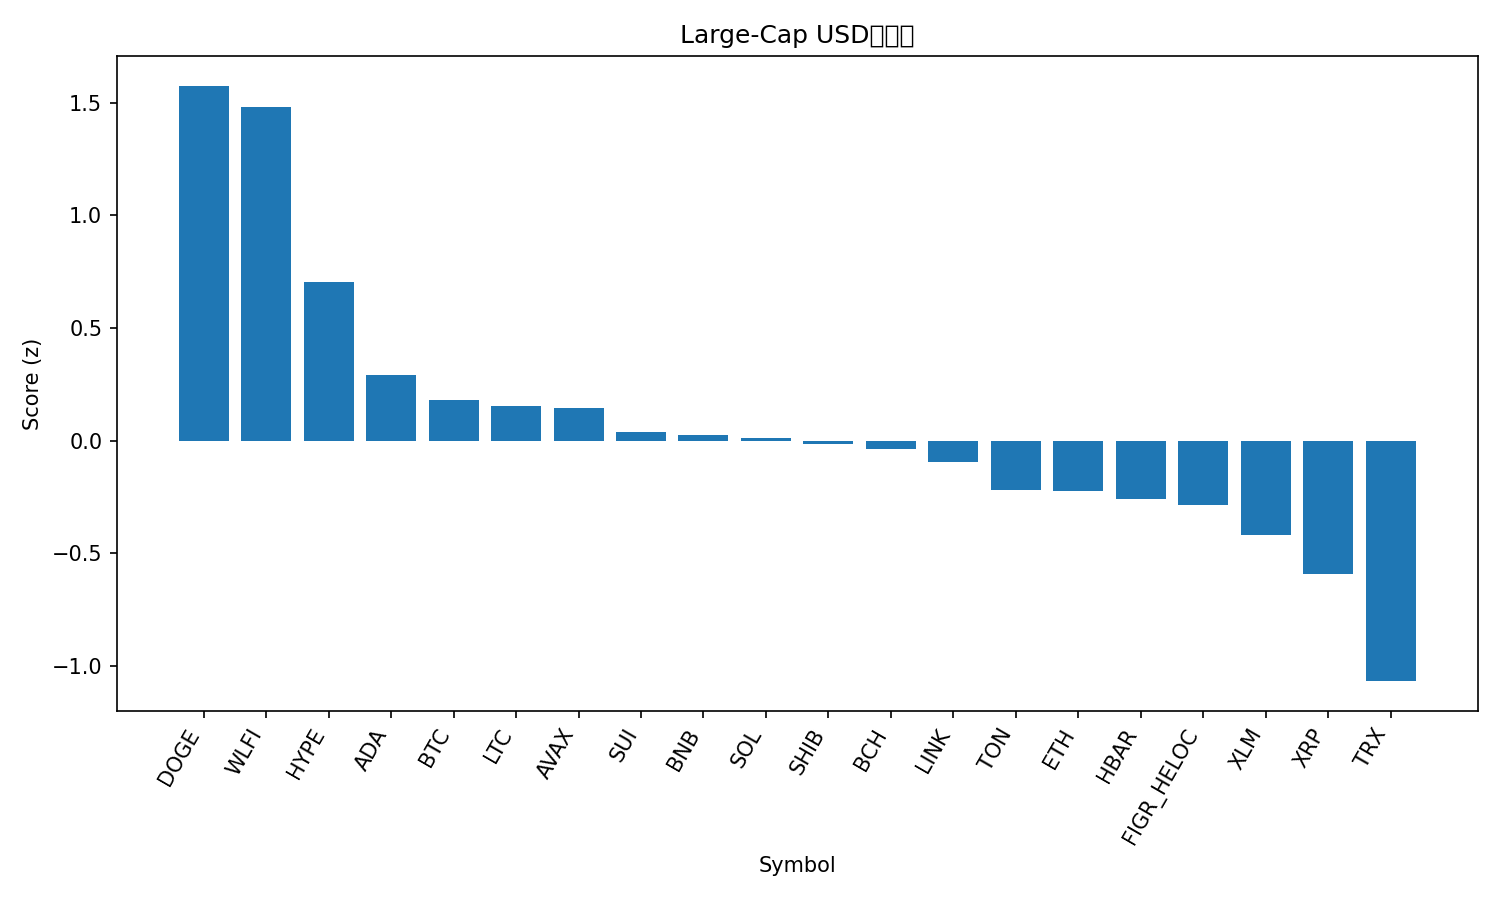 Large-Cap USD
Score (z)
1.5
1.0
0.5
0.0
−0.5
−1.0
DOGE
WLFI
HYPE
ADA
BTC
LTC
AVAX
SUI
BNB
SOL
SHIB
BCH
LINK
TON
ETH
HBAR
FIGR_HELOC
XLM
XRP
TRX
Symbol